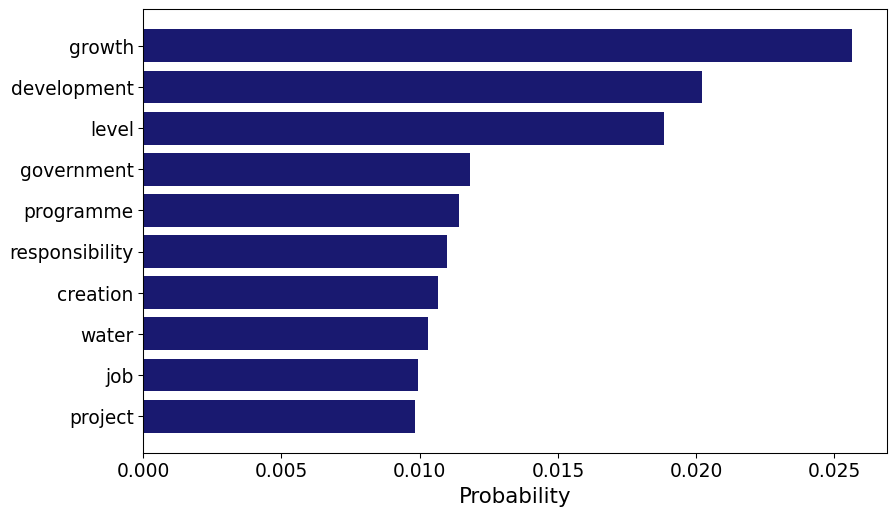 growth
development
level
government
programme
responsibility
creation
water
job
project
0.000 0.005 0.010 0.015 0.020 0.025
Probability